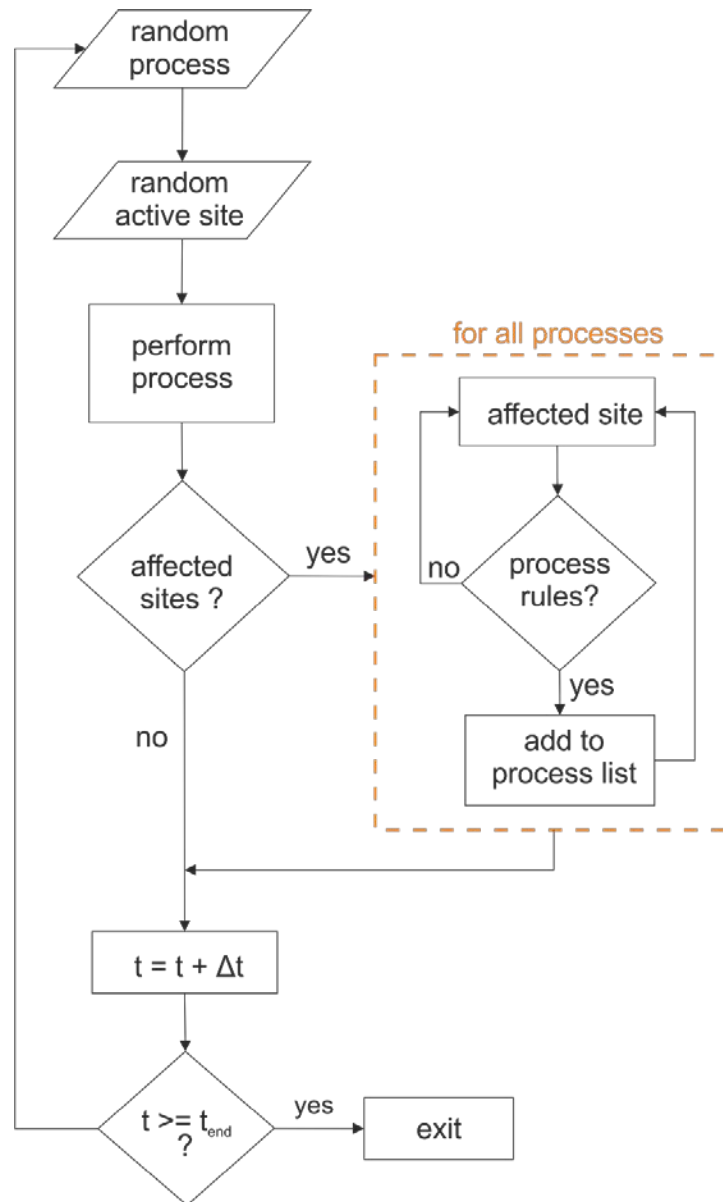 random
process
random
active site
perform
process
for all processes
affected site
affected
sites ?
yes
no
process
rules?
yes
add to
process list
no
t = t + Δt
t >= tend
?
yes
exit